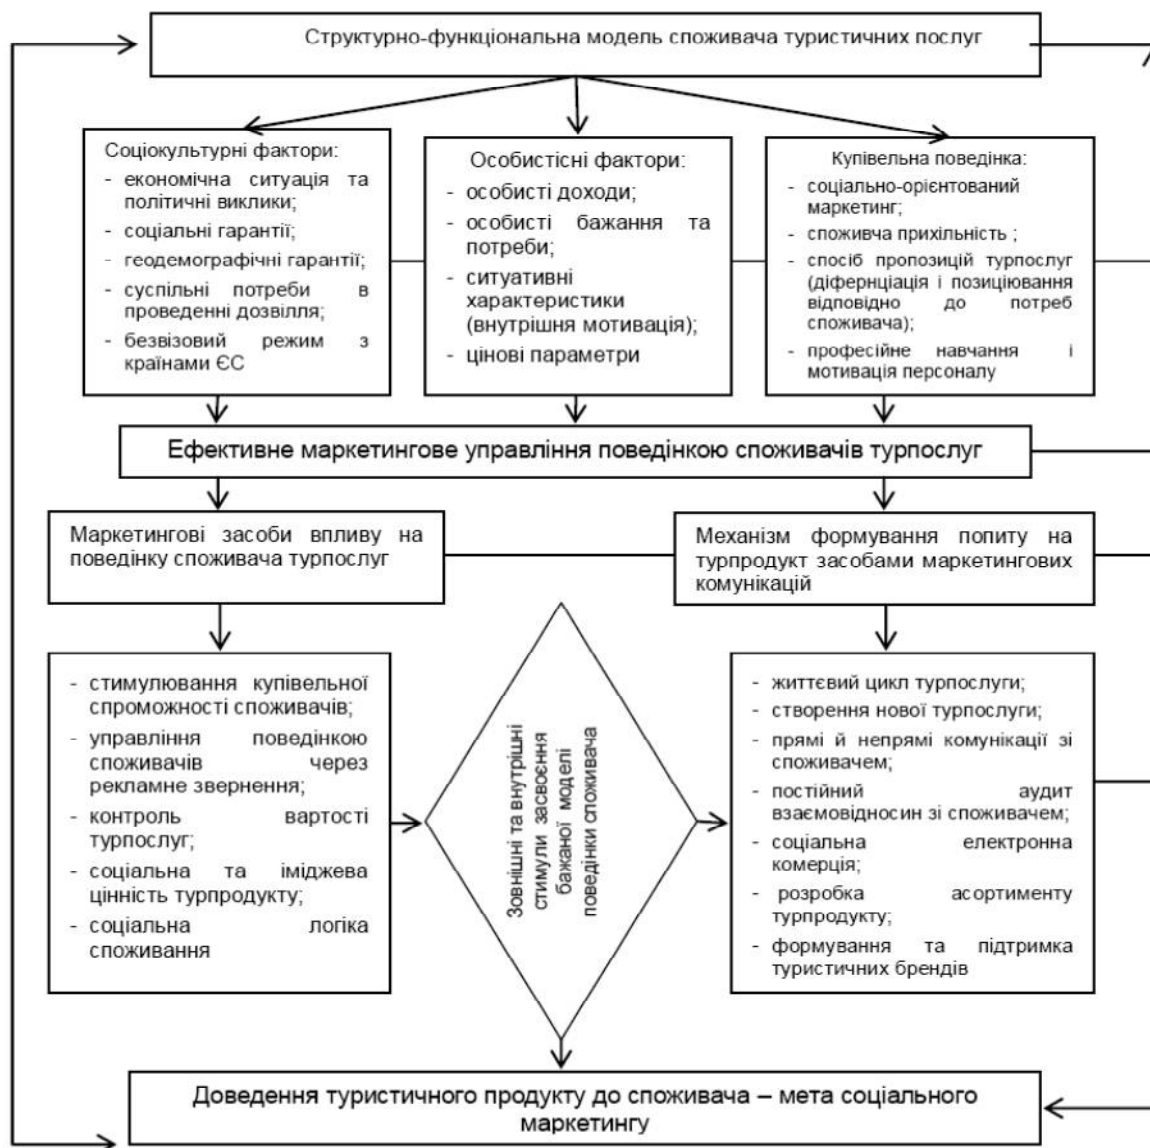 Структурно-функціональна модель споживача туристичних послуг
Соціокультурні фактори:
- економічна ситуація та
політичні виклики;
- соціальні гарантії;
- геодемографічні гарантії;
- суспільні потреби в
проведенні дозвілля;
- безвізовий режим з
країнами ЄС
Особистісні фактори:
- особисті доходи;
- особисті бажання та
потреби;
- ситуативні
характеристики
(внутрішня мотивація);
- цінові параметри
Купівельна поведінка:
- соціально-орієнтований
маркетинг;
- споживча прихільність ;
- спосіб пропозицій турпослуг
(діфернціація і позиціювання
відповідно до потреб
споживача);
- професійне навчання і
мотивація персоналу
Ефективне маркетингове управління поведінкою споживачів турпослуг
Маркетингові засоби впливу на
поведінку споживача турпослуг
Механізм формування попиту на
турпродукт засобами маркетингових
комунікацій
- стимулювання купівельної
спроможності споживачів;
- управління поведінкою
споживачів через
рекламне звернення;
- контроль вартості
турпослуг;
- соціальна та іміджева
цінність турпродукту;
- соціальна логіка
споживання
Зовнішні та внутрішні
стимули засвоєння
бажаної моделі
поведінки споживача
- життєвий цикл турпослуги;
- створення нової турпослуги;
- прямі й непрямі комунікації зі
споживачем;
- постійний аудит
взаємовідносин зі споживачем;
- соціальна електронна
комерція;
- розробка асортименту
турпродукту;
- формування та підтримка
туристичних брендів
Доведення туристичного продукту до споживача – мета соціального
маркетингу